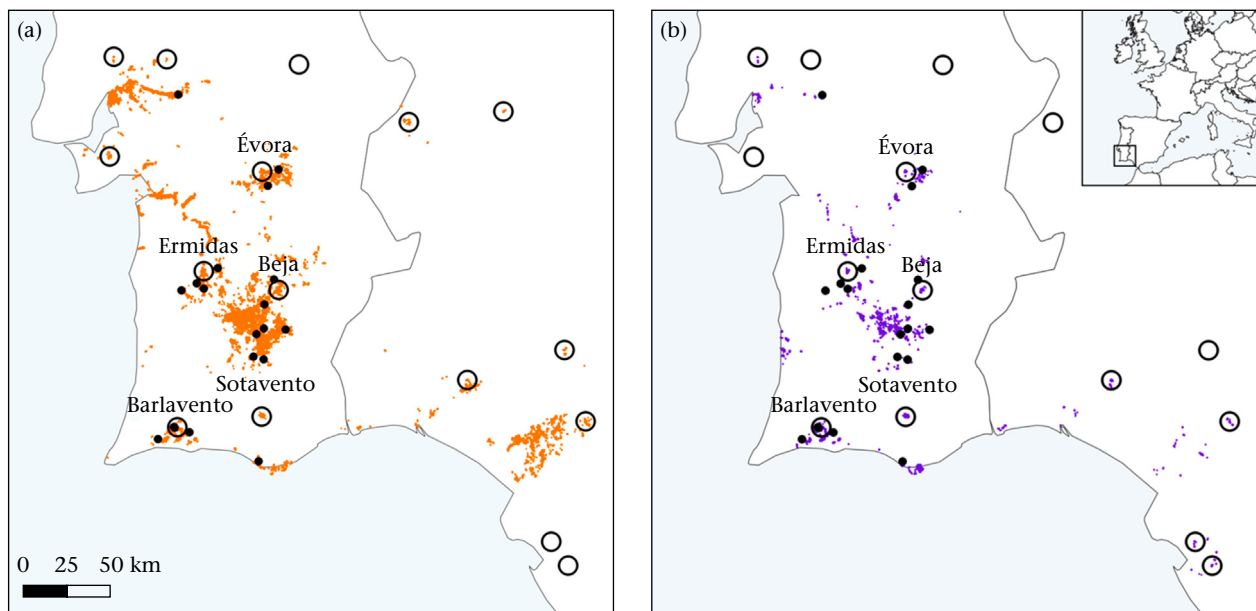 (a)
Évora
Ermidas
Beja
Sotavento
Barlavento
0 25 50 km
(b)
Évora
Ermidas
Beja
Sotavento
Barlavento